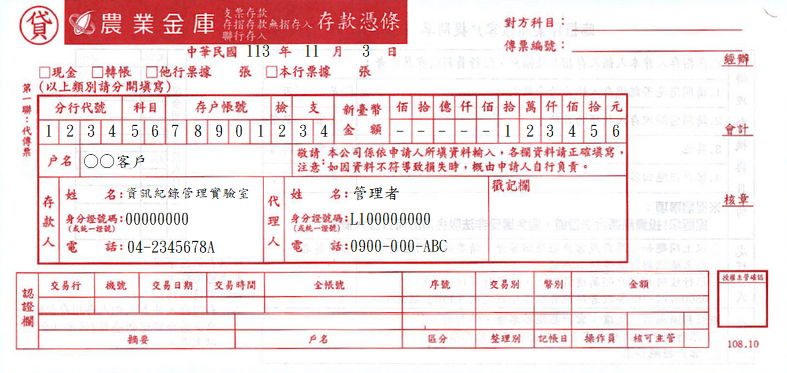 貸 農業金庫 支票存款 存摺存款無摺存入 聯行存入 存款憑條
對方科目:
傳票編號:
中華民國 113 年 11 月 3 日
□現金 □轉帳 □他行票據 張 □本行票據 張
(以上類別請分開填寫)
經辦
會計
核章
第一聯:代傳票
分行代號 科目 存戶帳號 檢 支
1 2 3 4 5 6 7 8 9 0 1 2 3 4
新臺幣金額 佰 拾 億 仟 佰 拾 萬 仟 佰 拾 元
- - - - - 1 2 3 4 5 6
戶名 ○○客戶
敬請 本公司係依申請人所填資料輸入,各欄資料請正確填寫,
注意:如因資料不符導致損失時,概由申請人自行負責。
存款人
姓 名:資訊紀錄管理實驗室
身分證號碼:00000000
(或統一證號)
電 話:04-2345678A
代理人
姓 名:管理者
身分證號碼:L100000000
(或統一證號)
電 話:0900-000-ABC
戳記欄
認證欄
交易行 機號 交易日期 交易時間 金帳號 序號 交易別 幣別 金額
摘要 戶名 區分 整理別 記帳日 操作員 核可主管
授權主管確認
108.10